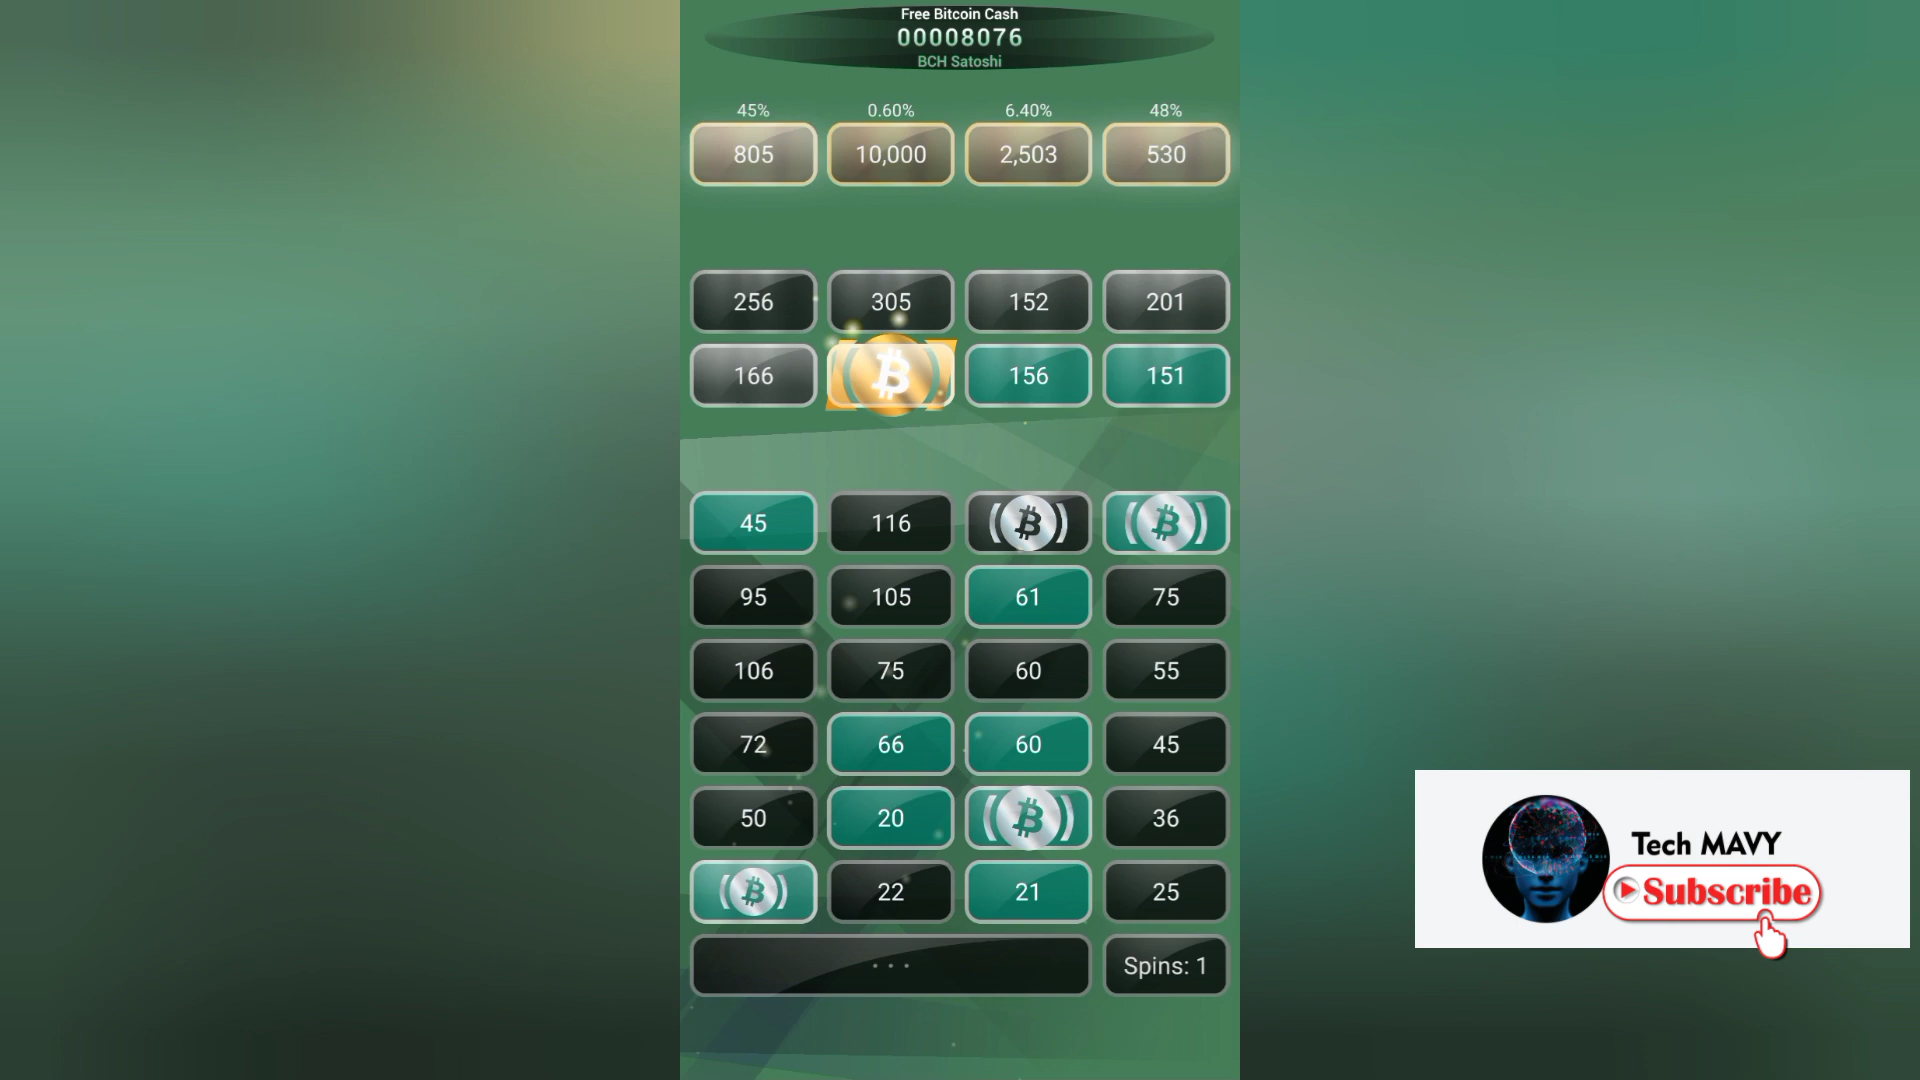 Free Bitcoin Cash
00008076
BCH Satoshi
45% 0.60% 6.40% 48%
805 10,000 2,503 530
256 305 152 201
166 156 151
45 116
95 105 61 75
106 75 60 55
72 66 60 45
50 20 36
22 21 25
... Spins: 1
Tech MAVY
Subscribe